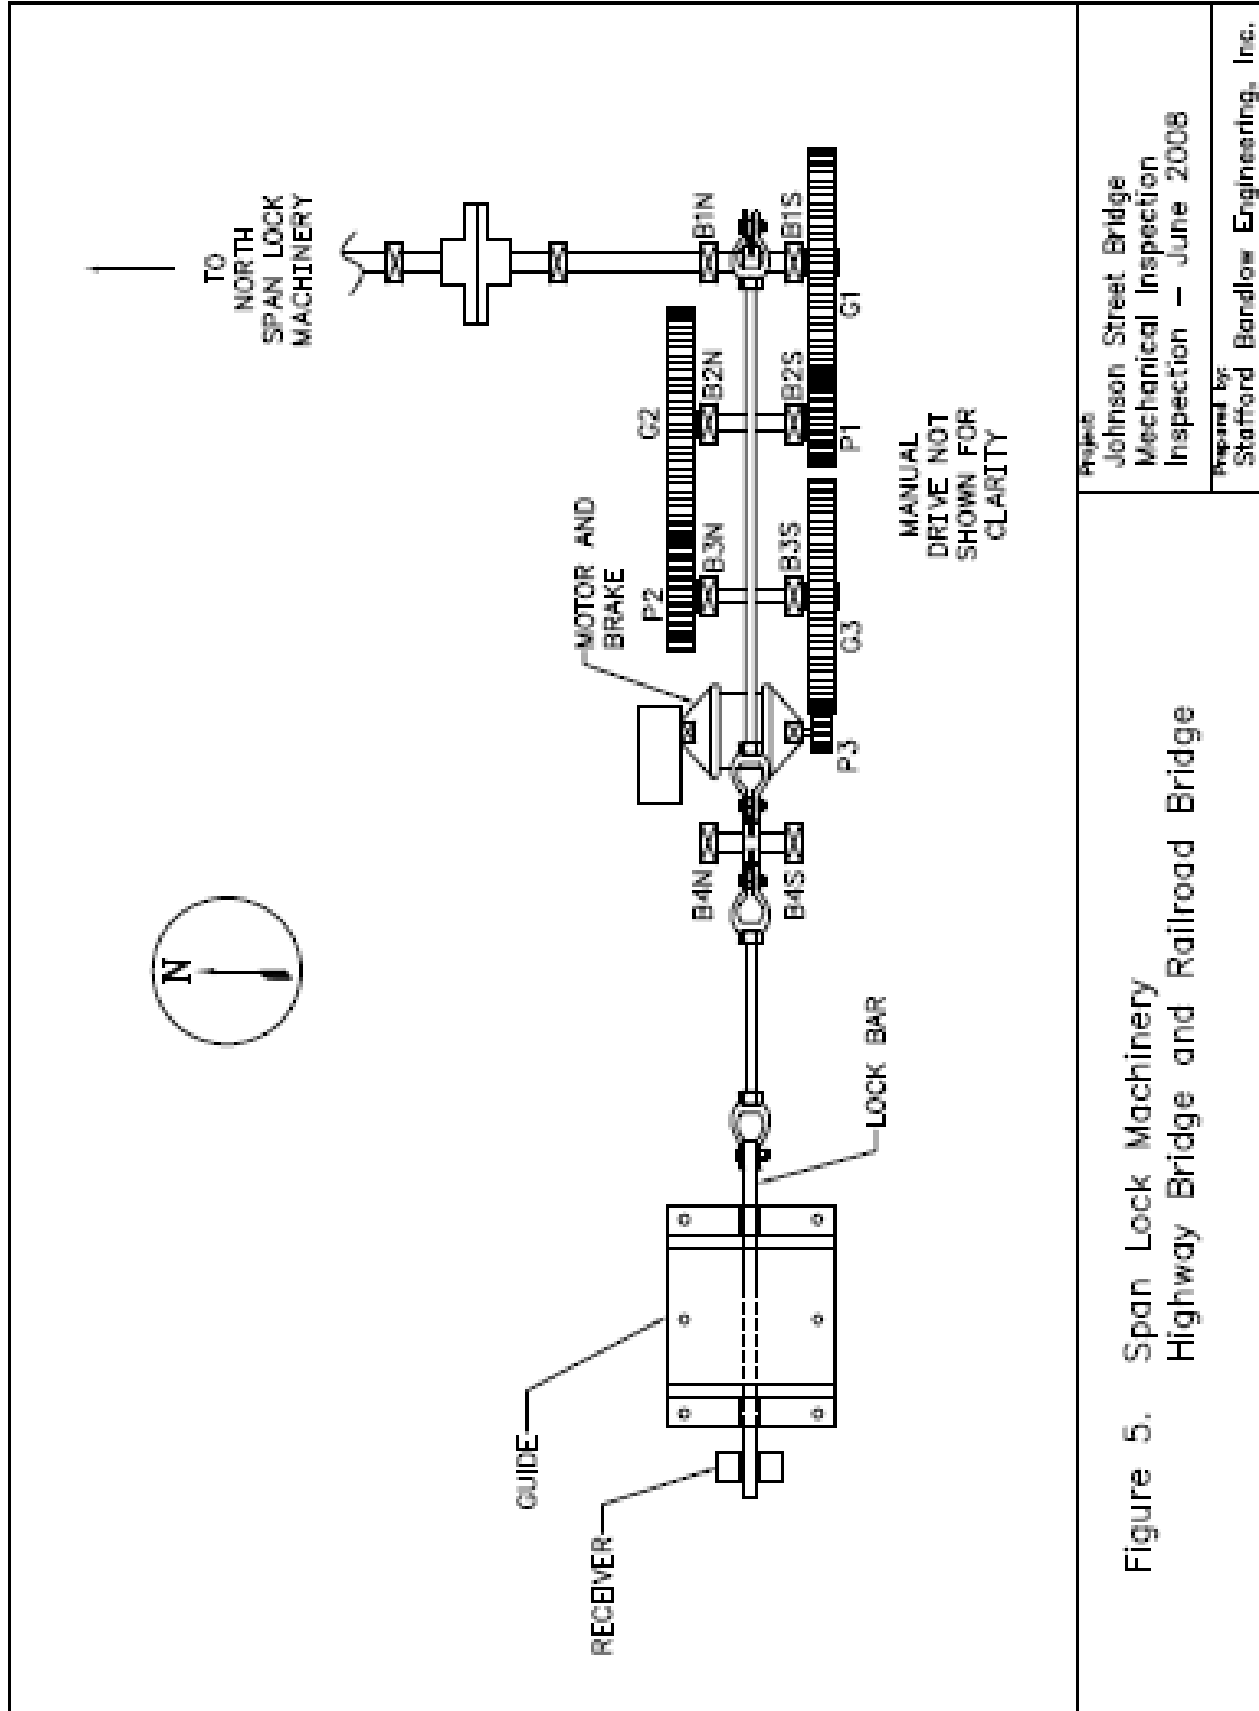 N
TO
NORTH
SPAN LOCK
MACHINERY
MOTOR AND
BRAKE
G2
P2
B1N
B2N
B3N
B4N
B1S
B2S
B3S
B4S
G1
P1
G3
P3
GUIDE
RECEIVER
LOCK BAR
MANUAL
DRIVE NOT
SHOWN FOR
CLARITY
Figure 5. Span Lock Machinery
Highway Bridge and Railroad Bridge
Project:
Johnson Street Bridge
Mechanical Inspection
Inspection - June 2008
Prepared by:
Stafford Bandlow Engineering, Inc.